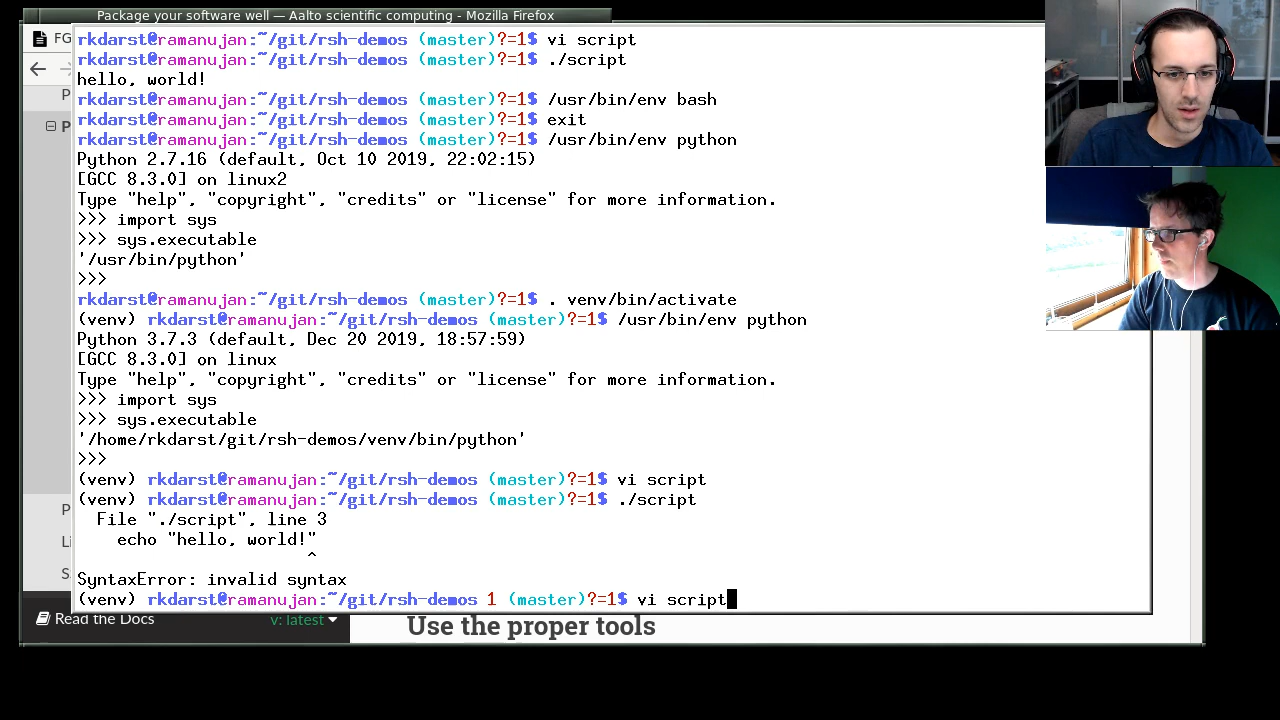 Package your software well — Aalto scientific computing - Mozilla Firefox
FG
P
P
P
Li
S
rkdarst@ramanujan:~/git/rsh-demos (master)?=1$ vi script
rkdarst@ramanujan:~/git/rsh-demos (master)?=1$ ./script
hello, world!
rkdarst@ramanujan:~/git/rsh-demos (master)?=1$ /usr/bin/env bash
rkdarst@ramanujan:~/git/rsh-demos (master)?=1$ exit
rkdarst@ramanujan:~/git/rsh-demos (master)?=1$ /usr/bin/env python
Python 2.7.16 (default, Oct 10 2019, 22:02:15)
[GCC 8.3.0] on linux2
Type "help", "copyright", "credits" or "license" for more information.
>>> import sys
>>> sys.executable
'/usr/bin/python'
>>>
rkdarst@ramanujan:~/git/rsh-demos (master)?=1$ . venv/bin/activate
(venv) rkdarst@ramanujan:~/git/rsh-demos (master)?=1$ /usr/bin/env python
Python 3.7.3 (default, Dec 20 2019, 18:57:59)
[GCC 8.3.0] on linux
Type "help", "copyright", "credits" or "license" for more information.
>>> import sys
>>> sys.executable
'/home/rkdarst/git/rsh-demos/venv/bin/python'
>>>
(venv) rkdarst@ramanujan:~/git/rsh-demos (master)?=1$ vi script
(venv) rkdarst@ramanujan:~/git/rsh-demos (master)?=1$ ./script
File "./script", line 3
echo "hello, world!"
^
SyntaxError: invalid syntax
(venv) rkdarst@ramanujan:~/git/rsh-demos 1 (master)?=1$ vi script
Read the Docs v: latest
Use the proper tools